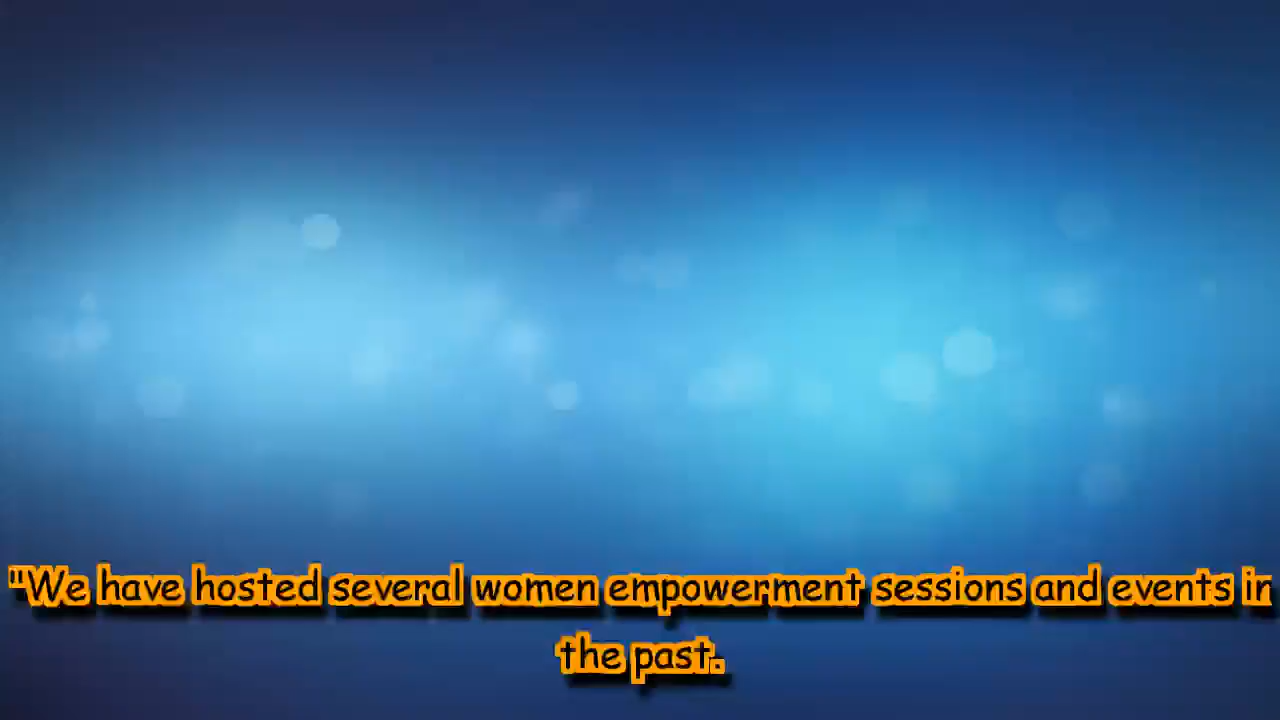 "We have hosted several women empowerment sessions and events in
the past.